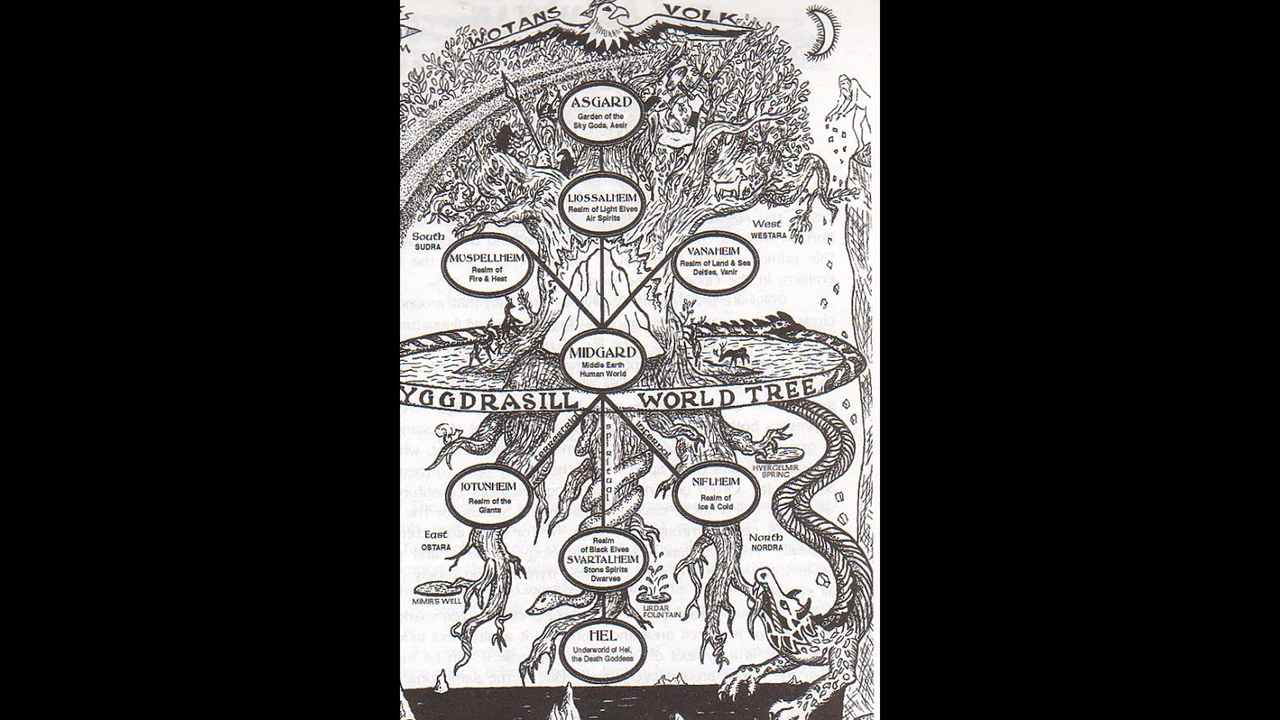 WOTANS VOLK
ASGARD
Garden of the
Sky Gods, Aesir
LJOSSALHEIM
Realm of Light Elves
Air Spirits
South
SUDRA
West
WESTARA
MUSPELLHEIM
Realm of
Fire & Heat
VANAHEIM
Realm of Land & Sea
Deities, Vanir
MIDGARD
Middle Earth
Human World
YGGDRASILL WORLD TREE
terrestrial
spiritual
HVERGELMIR
SPRING
IOTUNHEIM
Realm of the
Giants
NIFLHEIM
Realm of
Ice & Cold
East
OSTARA
North
NORDRA
Realm
of Black Elves
SVARTALHEIM
Stone Spirits
Dwarves
MIMIR'S WELL
URDAR
FOUNTAIN
HEL
Underworld of Hel,
the Death Goddess